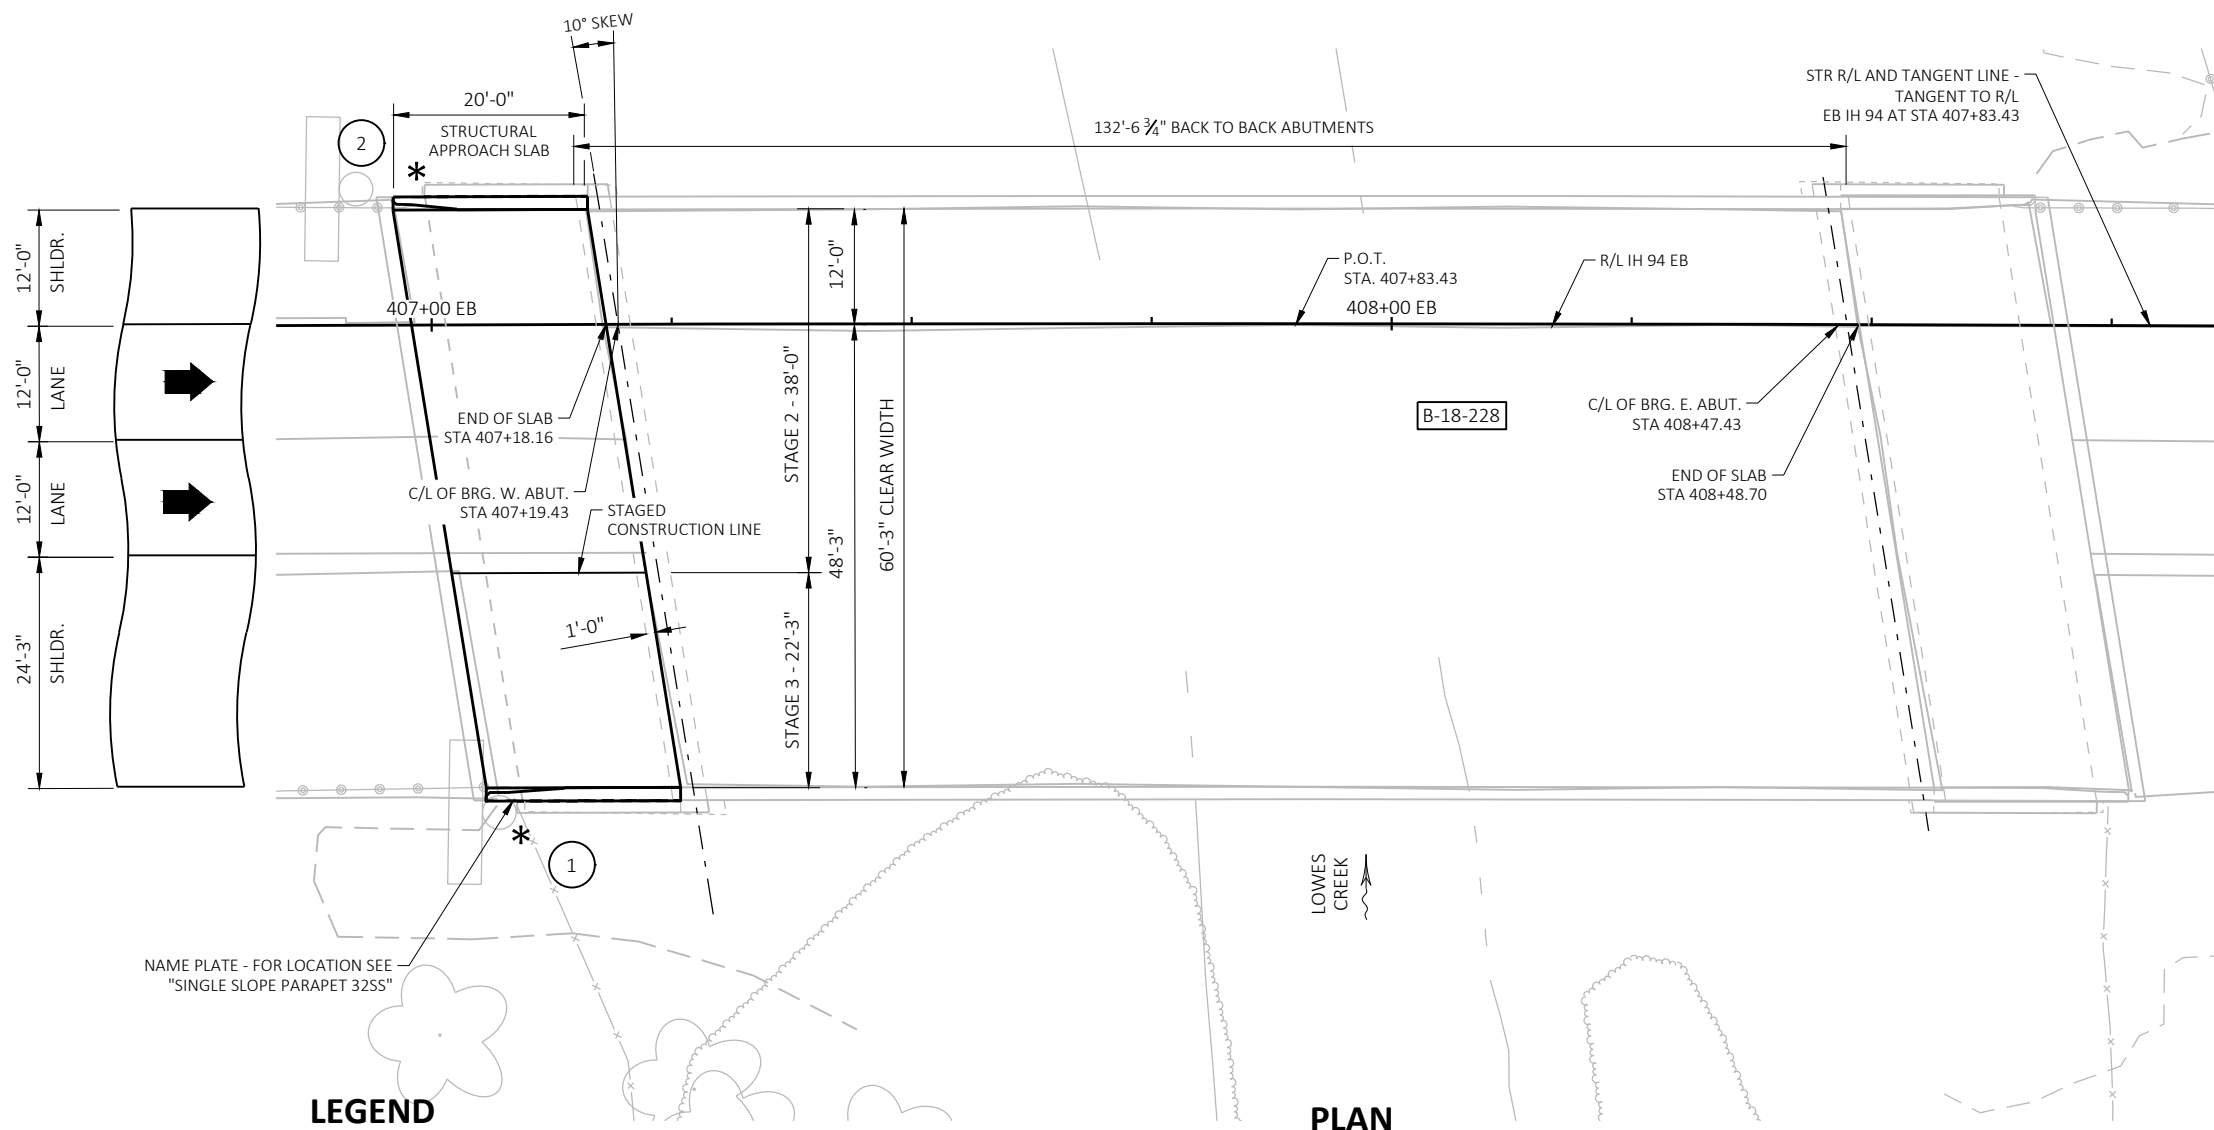 10° SKEW
20'-0"
STRUCTURAL
APPROACH SLAB
2
*
132'-6 3/4" BACK TO BACK ABUTMENTS
STR R/L AND TANGENT LINE -
TANGENT TO R/L
EB IH 94 AT STA 407+83.43
12'-0"
SHLDR.
12'-0"
LANE
12'-0"
LANE
24'-3"
SHLDR.
407+00 EB
END OF SLAB
STA 407+18.16
C/L OF BRG. W. ABUT.
STA 407+19.43
STAGED
CONSTRUCTION LINE
1'-0"
STAGE 2 - 38'-0"
STAGE 3 - 22'-3"
12'-0"
48'-3"
60'-3" CLEAR WIDTH
P.O.T.
STA. 407+83.43
R/L IH 94 EB
408+00 EB
B-18-228
C/L OF BRG. E. ABUT.
STA 408+47.43
END OF SLAB
STA 408+48.70
*
1
LOWES
CREEK
NAME PLATE - FOR LOCATION SEE
"SINGLE SLOPE PARAPET 32SS"
LEGEND
PLAN